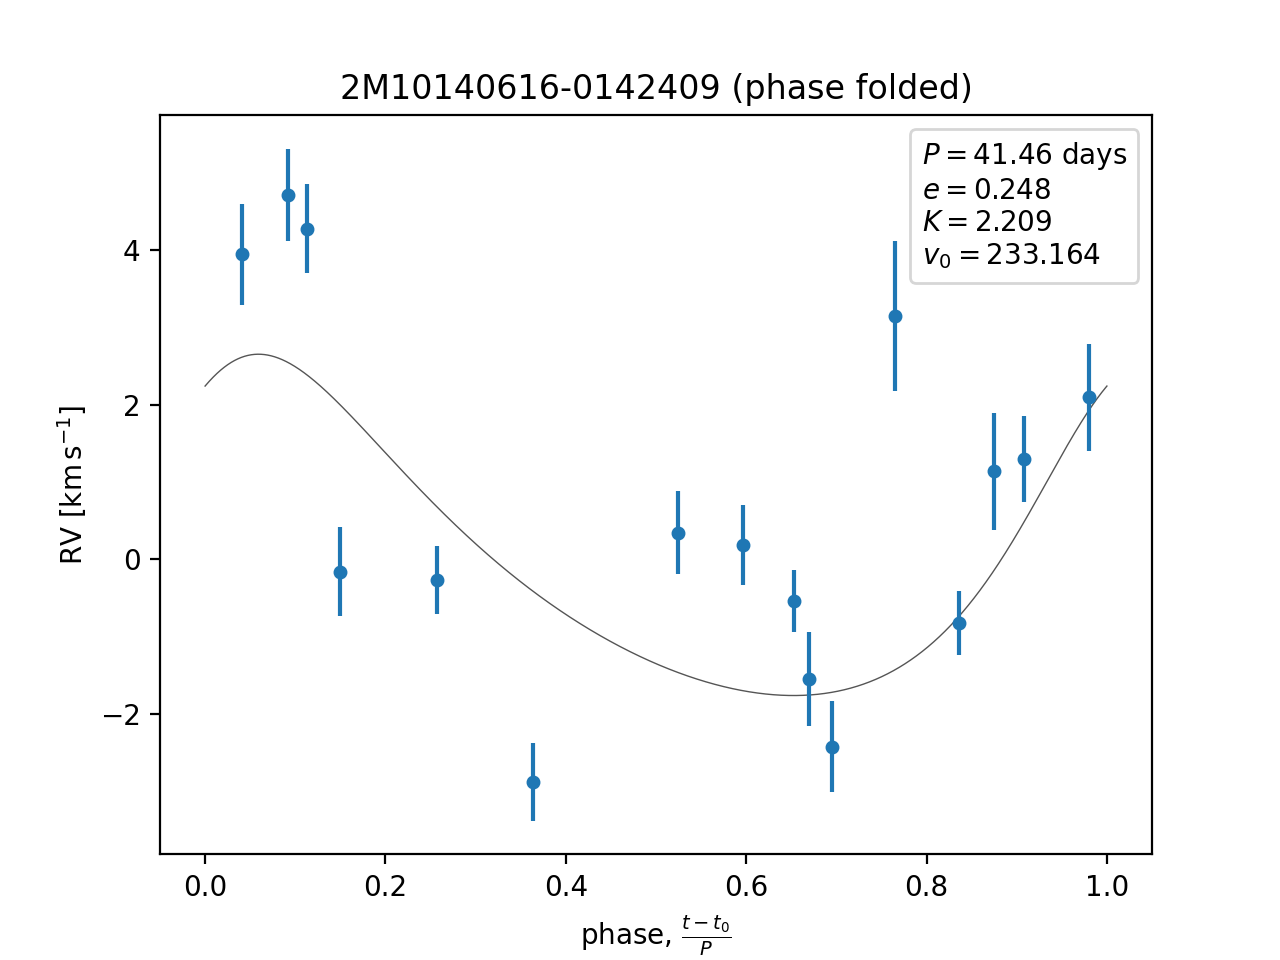 2M10140616-0142409 (phase folded)
P = 41.46 days
e = 0.248
K = 2.209
v₀ = 233.164
4
2
0
−2
RV [km s⁻¹]
0.0 0.2 0.4 0.6 0.8 1.0
phase, (t − t₀)/P